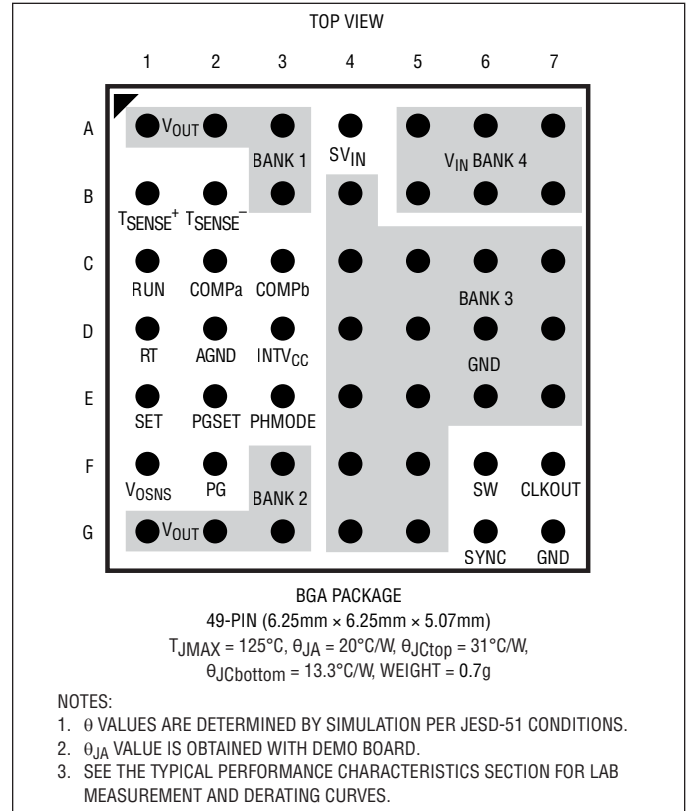 TOP VIEW
1 2 3 4 5 6 7
A VOUT
BANK 1 SVIN VIN BANK 4
B
TSENSE+ TSENSE−
C
RUN COMPa COMPb
BANK 3
D
RT AGND INTVCC
GND
E
SET PGSET PHMODE
F
VOSNS PG BANK 2 SW CLKOUT
G VOUT
SYNC GND
BGA PACKAGE
49-PIN (6.25mm × 6.25mm × 5.07mm)
TJMAX = 125°C, θJA = 20°C/W, θJCtop = 31°C/W,
θJCbottom = 13.3°C/W, WEIGHT = 0.7g
NOTES:
1. θ VALUES ARE DETERMINED BY SIMULATION PER JESD-51 CONDITIONS.
2. θJA VALUE IS OBTAINED WITH DEMO BOARD.
3. SEE THE TYPICAL PERFORMANCE CHARACTERISTICS SECTION FOR LAB
MEASUREMENT AND DERATING CURVES.